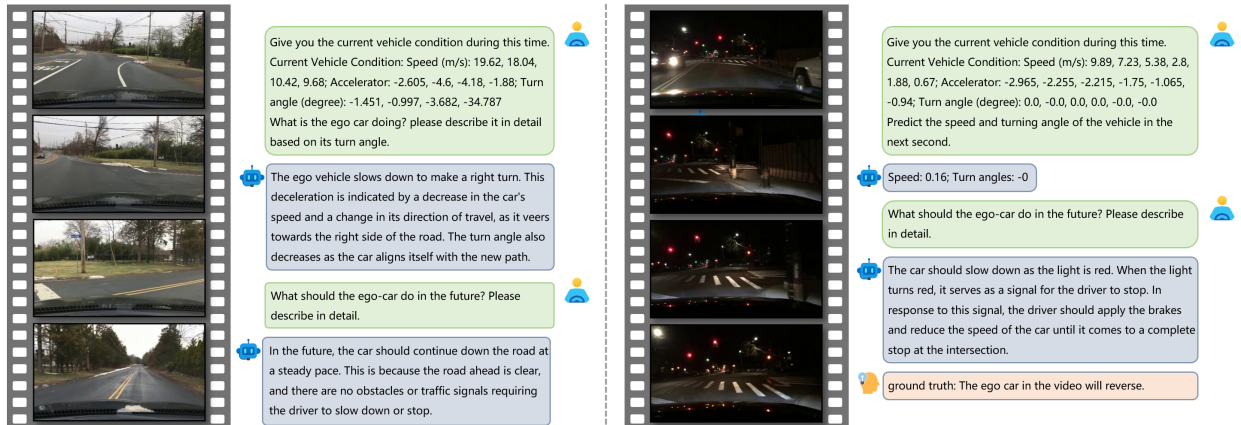 Give you the current vehicle condition during this time.
Current Vehicle Condition: Speed (m/s): 19.62, 18.04,
10.42, 9.68; Accelerator: -2.605, -4.6, -4.18, -1.88; Turn
angle (degree): -1.451, -0.997, -3.682, -34.787
What is the ego car doing? please describe it in detail
based on its turn angle.
The ego vehicle slows down to make a right turn. This
deceleration is indicated by a decrease in the car's
speed and a change in its direction of travel, as it veers
towards the right side of the road. The turn angle also
decreases as the car aligns itself with the new path.
What should the ego-car do in the future? Please
describe in detail.
In the future, the car should continue down the road at
a steady pace. This is because the road ahead is clear,
and there are no obstacles or traffic signals requiring
the driver to slow down or stop.
Give you the current vehicle condition during this time.
Current Vehicle Condition: Speed (m/s): 9.89, 7.23, 5.38, 2.8,
1.88, 0.67; Accelerator: -2.965, -2.255, -2.215, -1.75, -1.065,
-0.94; Turn angle (degree): 0.0, -0.0, 0.0, 0.0, -0.0, -0.0
Predict the speed and turning angle of the vehicle in the
next second.
Speed: 0.16; Turn angles: -0
What should the ego-car do in the future? Please describe
in detail.
The car should slow down as the light is red. When the light
turns red, it serves as a signal for the driver to stop. In
response to this signal, the driver should apply the brakes
and reduce the speed of the car until it comes to a complete
stop at the intersection.
ground truth: The ego car in the video will reverse.